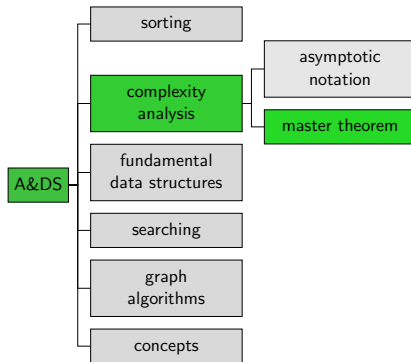 A&DS
sorting
complexity
analysis
asymptotic
notation
master theorem
fundamental
data structures
searching
graph
algorithms
concepts